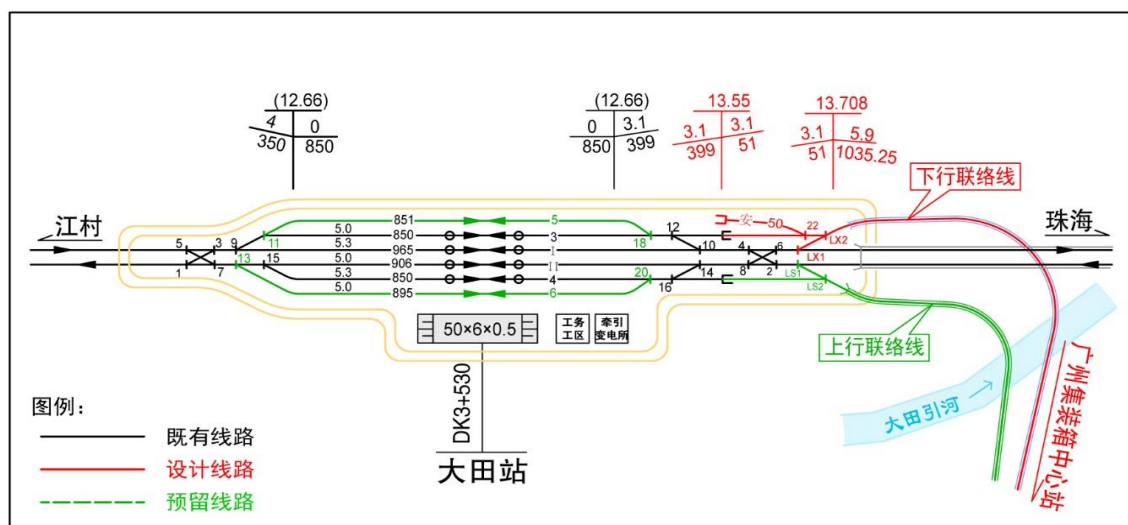 (12.66)
4 0
350 850
(12.66)
0 3.1
850 399
13.55
3.1 3.1
399 51
13.708
3.1 5.9
51 1035.25
下行联络线
江村
珠海
851 5
5.0 850 3
5.3 965 I
5.0 906 II
5.3 850 4
5.0 895 6
安 50
5 3 9 11
1 7 13 15
18 12 10 4 6 22 LX2
LX1
20 16 14 8 2 LS1
LS2
50×6×0.5
工务
工区
牵引
变电所
上行联络线
DK3+530
大田站
大田引河
广州集装箱中心站
图例：
既有线路
设计线路
预留线路